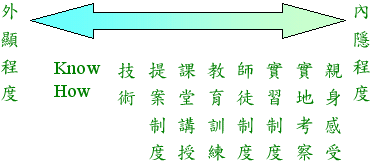 外顯程度
Know
How
技術
提案制度
課堂講授
教育訓練
師徒制度
實習制度
實地考察
親身感受
內隱程度